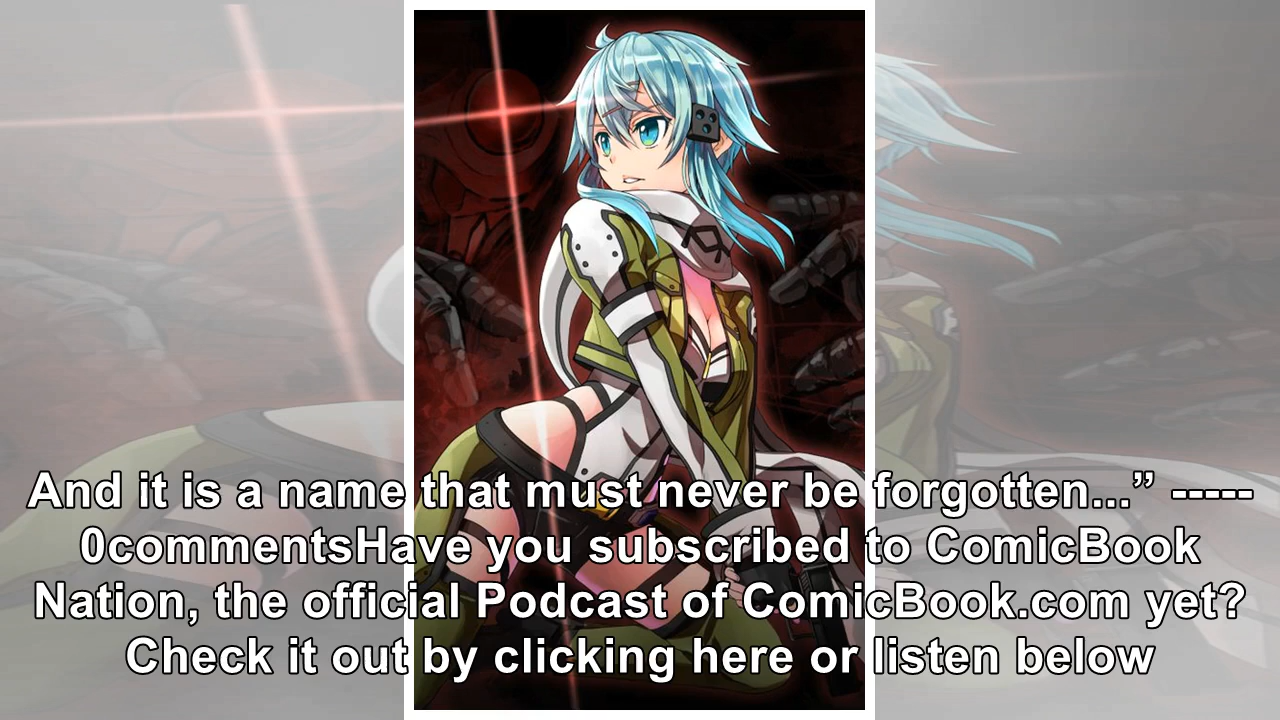 And it is a name that must never be forgotten...” -----
0commentsHave you subscribed to ComicBook
Nation, the official Podcast of ComicBook.com yet?
Check it out by clicking here or listen below